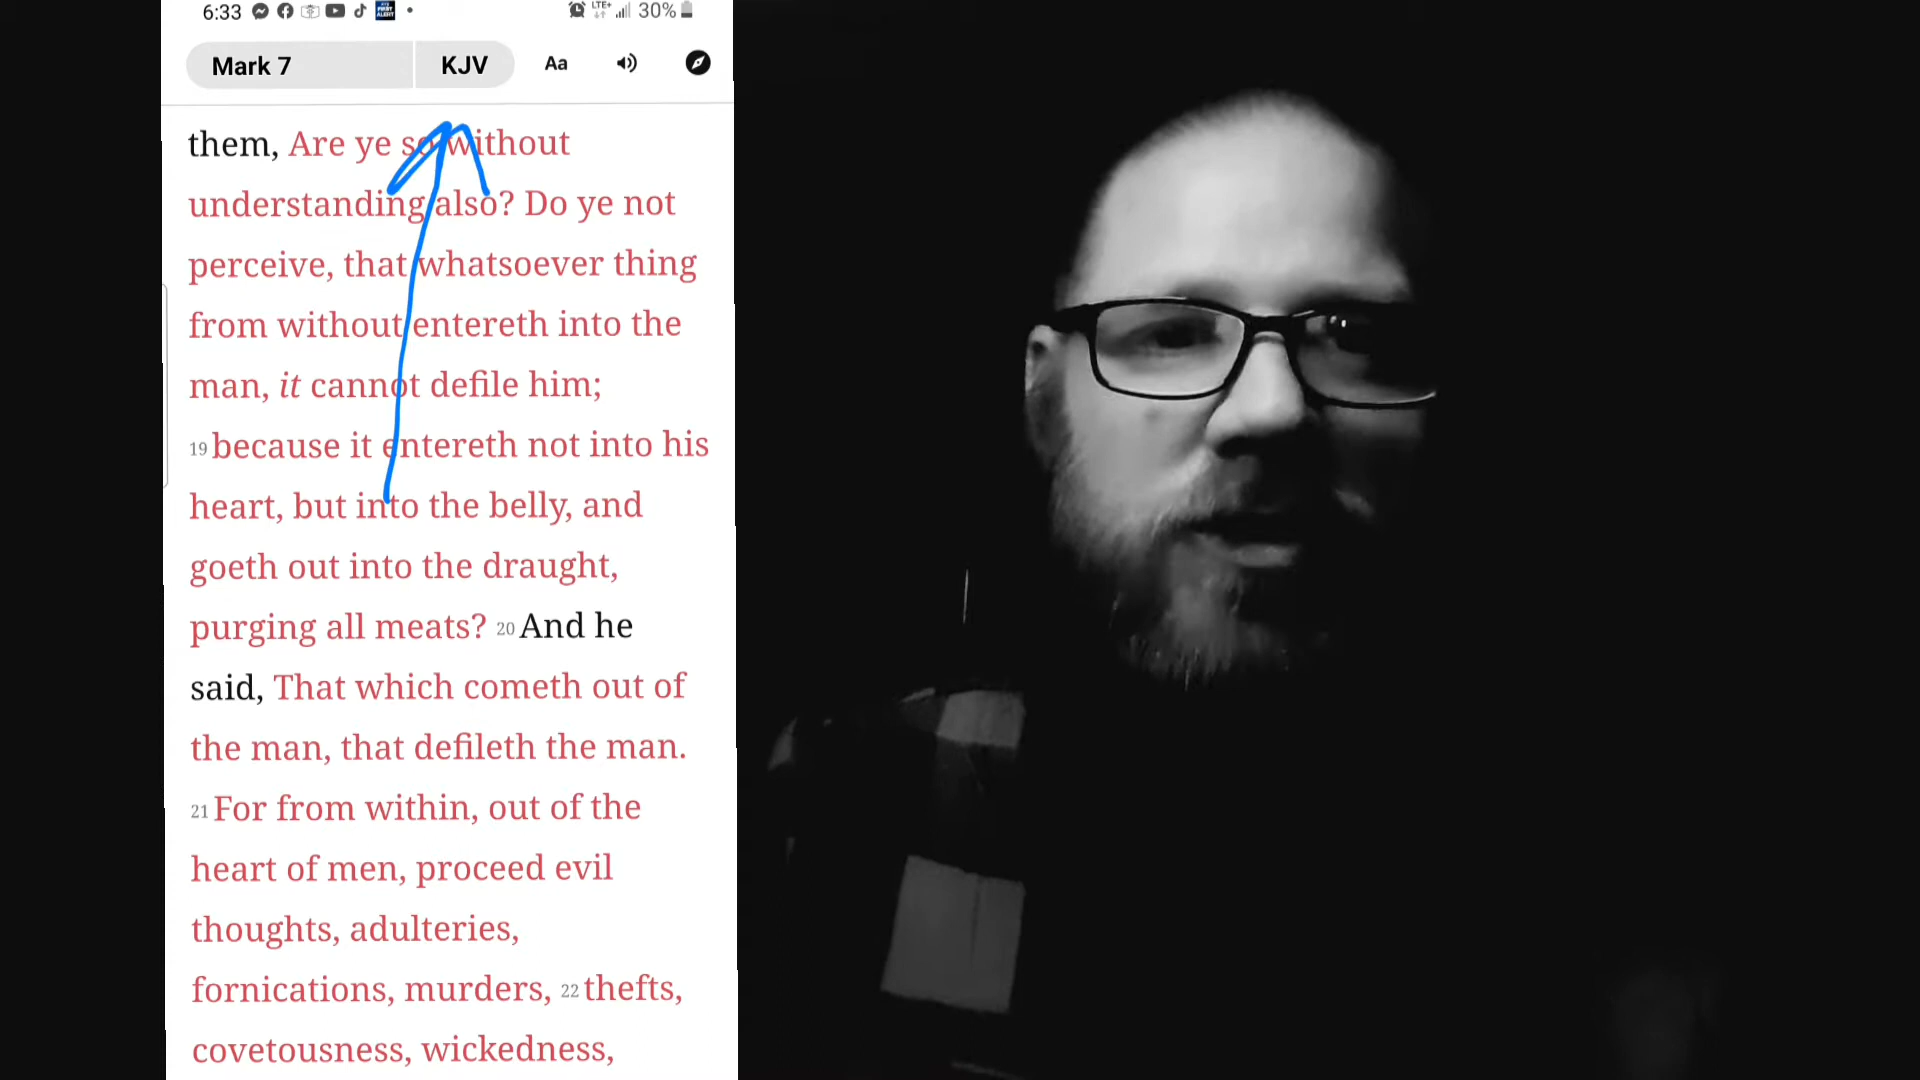 6:33 LTE+ 30%
Mark 7 KJV Aa
them, Are ye so without
understanding also? Do ye not
perceive, that whatsoever thing
from without entereth into the
man, it cannot defile him;
19 because it entereth not into his
heart, but into the belly, and
goeth out into the draught,
purging all meats? 20 And he
said, That which cometh out of
the man, that defileth the man.
21 For from within, out of the
heart of men, proceed evil
thoughts, adulteries,
fornications, murders, 22 thefts,
covetousness, wickedness,